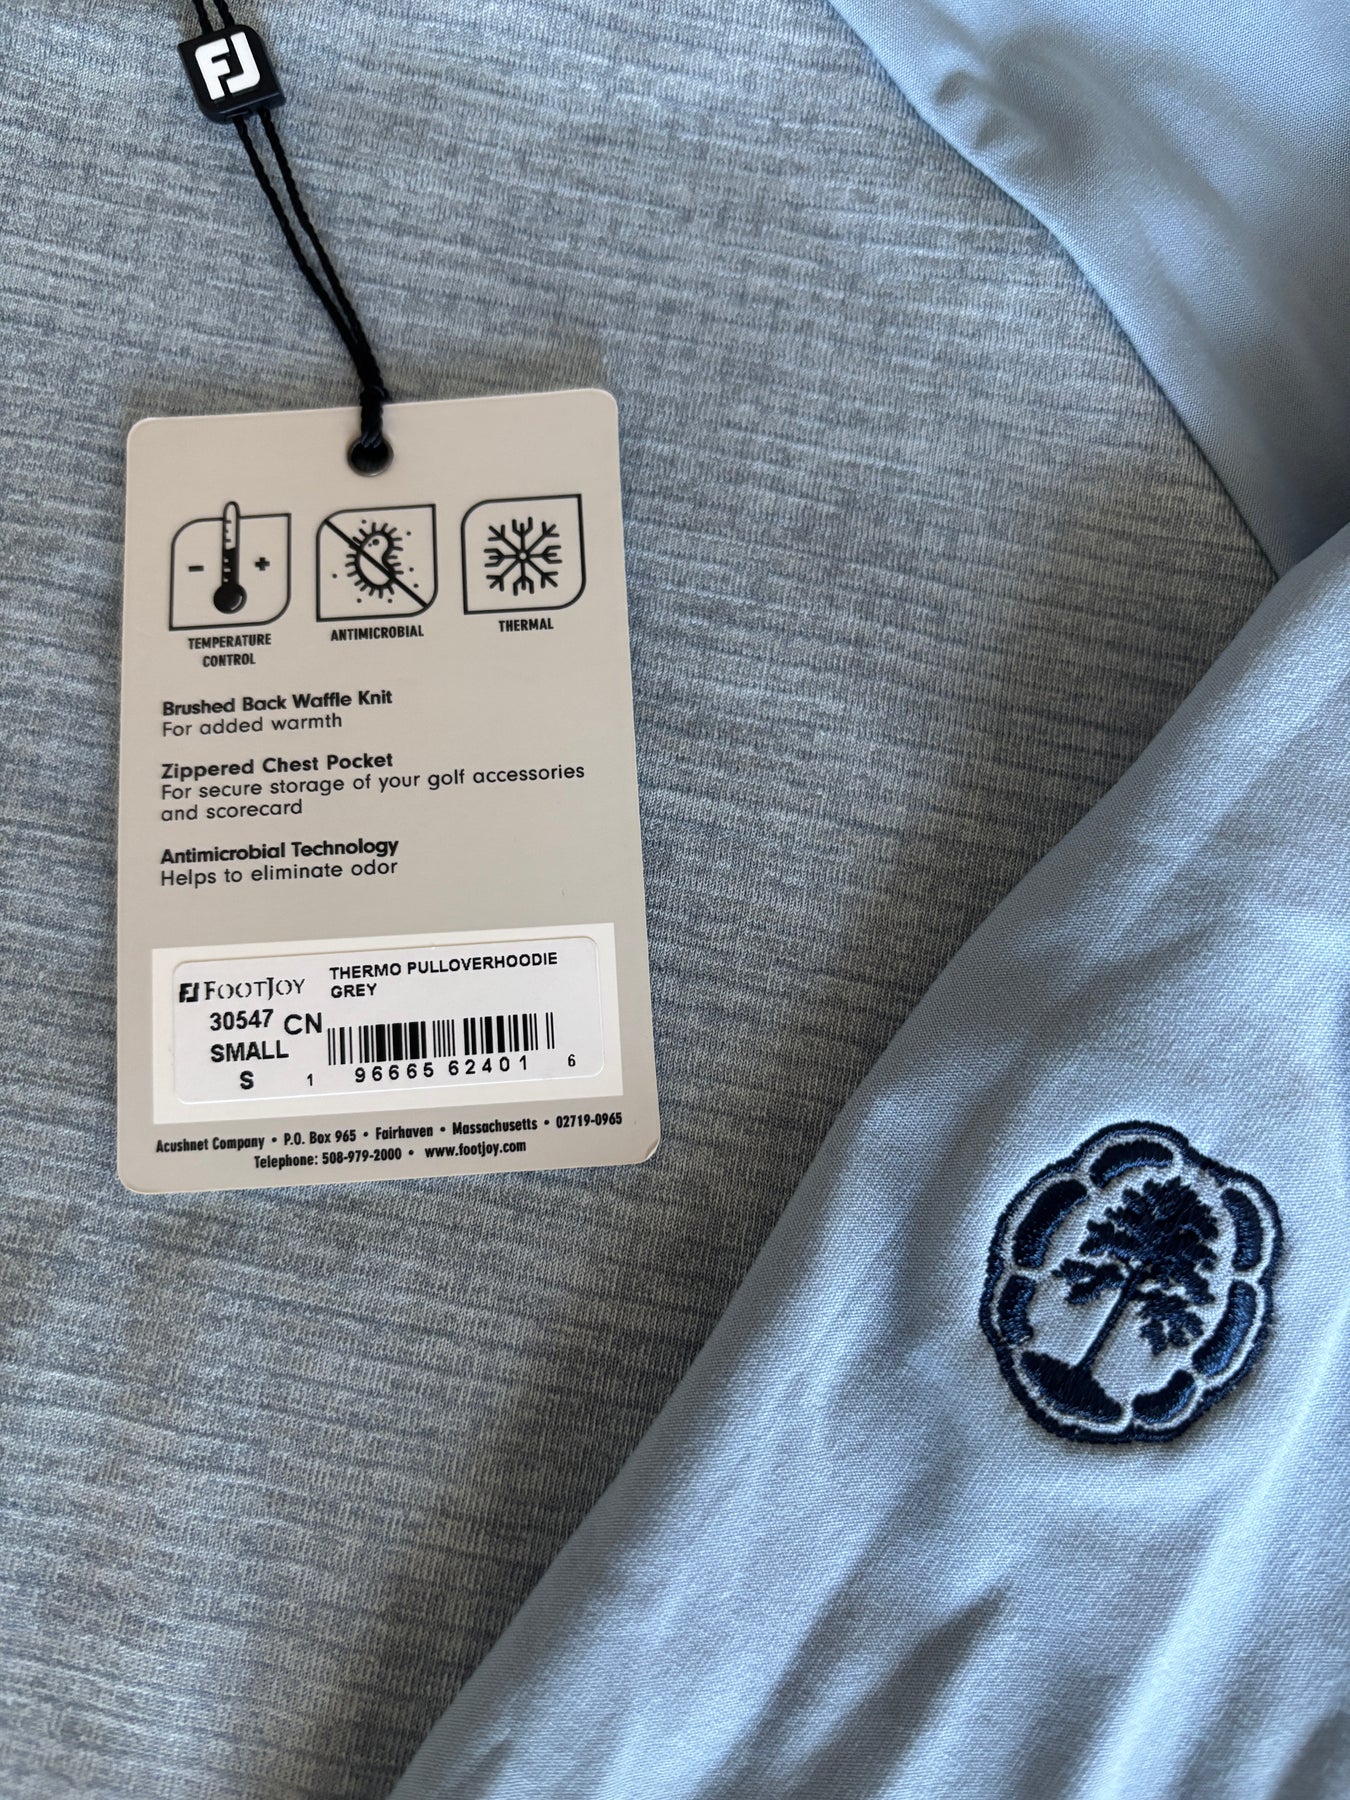 FJ
TEMPERATURE
CONTROL
ANTIMICROBIAL
THERMAL
Brushed Back Waffle Knit
For added warmth
Zippered Chest Pocket
For secure storage of your golf accessories
and scorecard
Antimicrobial Technology
Helps to eliminate odor
FJ FOOTJOY
THERMO PULLOVERHOODIE
GREY
30547 CN
SMALL
S
1 96665 62401 6
Acushnet Company • P.O. Box 965 • Fairhaven • Massachusetts • 02719-0965
Telephone: 508-979-2000 • www.footjoy.com